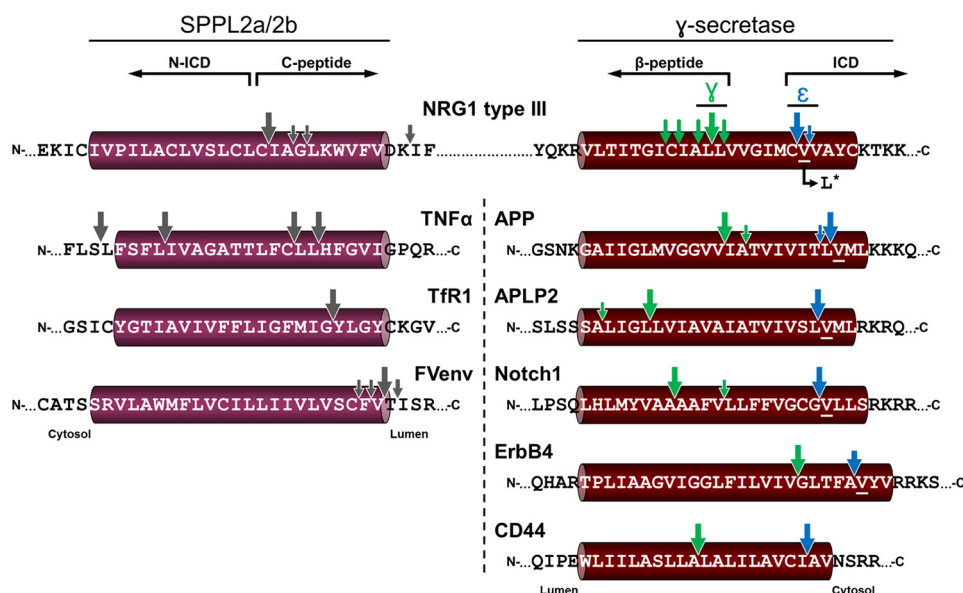 SPPL2a/2b
γ-secretase
N-ICD
C-peptide
β-peptide
ICD
γ
ε
NRG1 type III
N-...EKICIVPILACLVSLCLCIAGLKWVFVDKIF.......................YQKRVLTITGICIALLVVGIMCVVAYCKTKK...-C
L*
TNFα
N-...FLSLFSFLIVAGATTLFCLLHFGVIGPQR...-C
APP
N-...GSNKGAIIGLMVGGVVIATVIVITLVMLKKKQ...-C
TfR1
N-...GSICYGTIAVIVFFLIGFMIGYLGYCKGV...-C
APLP2
N-...SLSSSALIGLLVIAVAIATVIVSLVMLRKRQ...-C
FVenv
N-...CATSSRVLAWMFLVCILLIIVLVSCFVTISR...-C
Cytosol
Lumen
Notch1
N-...LPSQLHLMYVAAAAFVLLFFVGCGVLLSRKRR...-C
ErbB4
N-...QHARTPLIAAGVIGGLFILVIVGLTFAVYVRRKS...-C
CD44
N-...QIPEWLIILASLLALALILAVCIAVNSRR...-C
Lumen
Cytosol